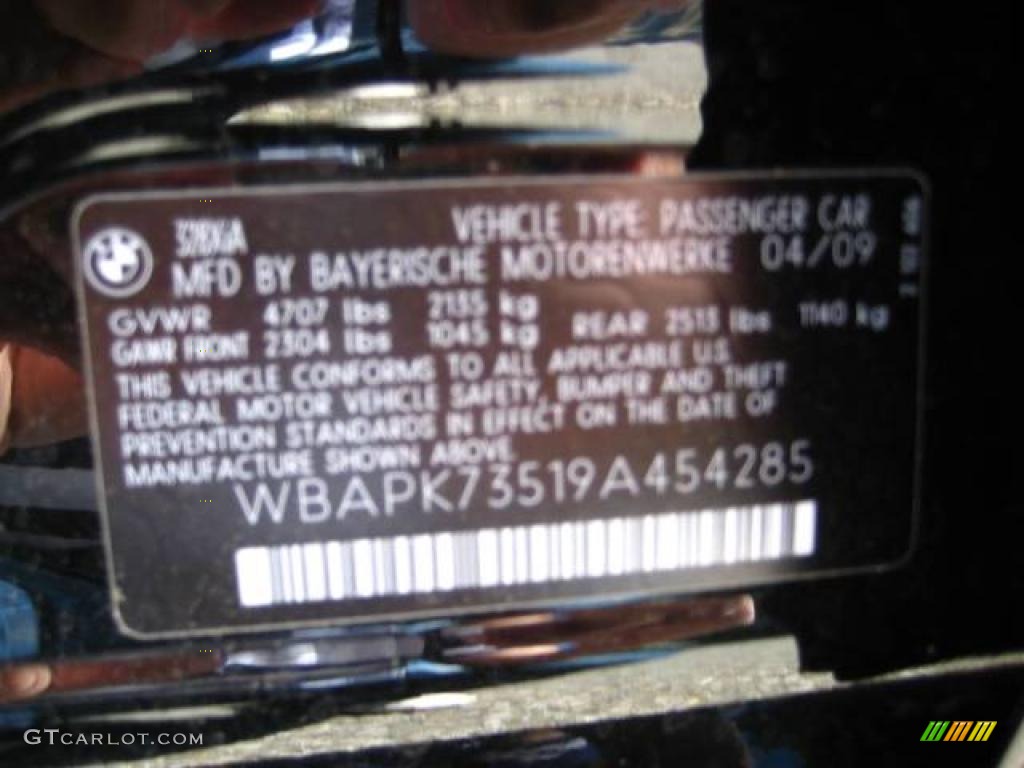 328XiA VEHICLE TYPE: PASSENGER CAR
MFD BY BAYERISCHE MOTORENWERKE 04/09
GVWR 4707 lbs 2135 kg
GAWR FRONT 2304 lbs 1045 kg REAR 2513 lbs 1140 kg
THIS VEHICLE CONFORMS TO ALL APPLICABLE U.S.
FEDERAL MOTOR VEHICLE SAFETY, BUMPER AND THEFT
PREVENTION STANDARDS IN EFFECT ON THE DATE OF
MANUFACTURE SHOWN ABOVE.
WBAPK73519A454285
GTCARLOT.COM